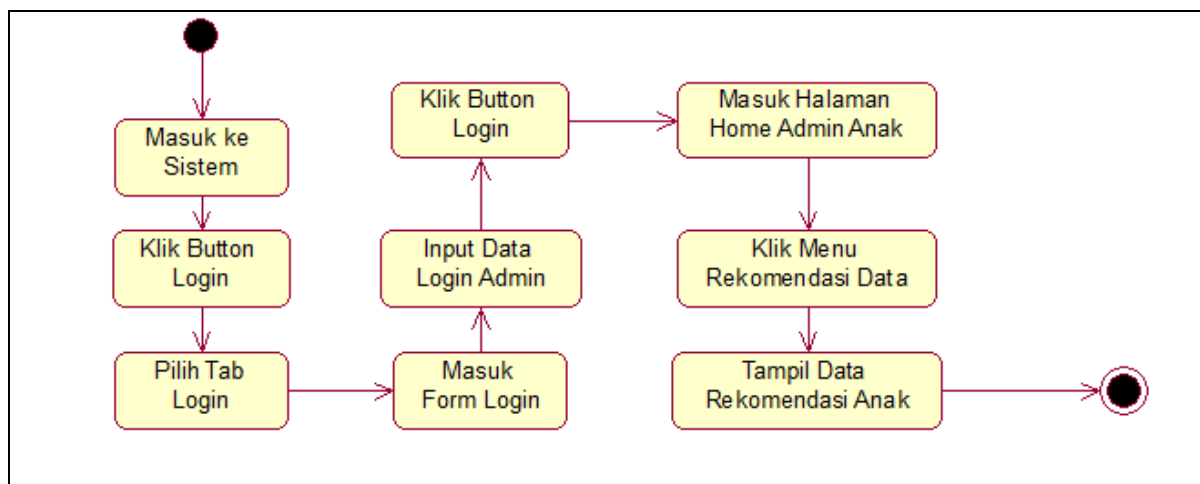 Masuk ke
Sistem
Klik Button
Login
Pilih Tab
Login
Masuk
Form Login
Input Data
Login Admin
Klik Button
Login
Masuk Halaman
Home Admin Anak
Klik Menu
Rekomendasi Data
Tampil Data
Rekomendasi Anak